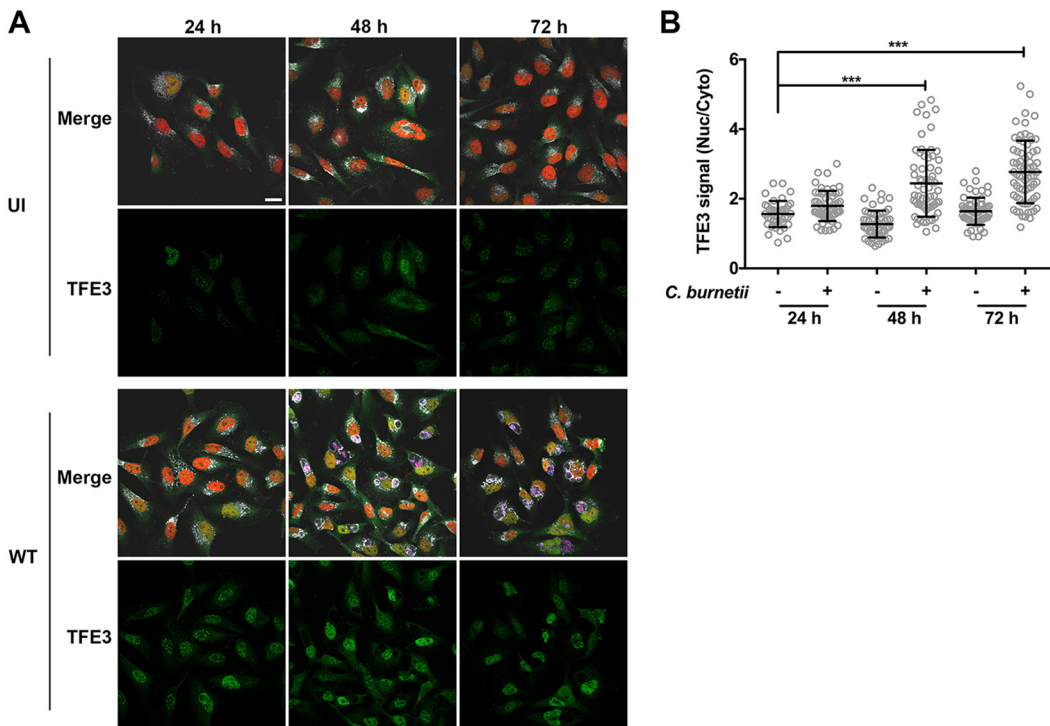 A
24 h 48 h 72 h
UI
Merge
TFE3
WT
Merge
TFE3
B
TFE3 signal (Nuc/Cyto)
6
4
2
0
***
***
C. burnetii - + - + - +
24 h 48 h 72 h